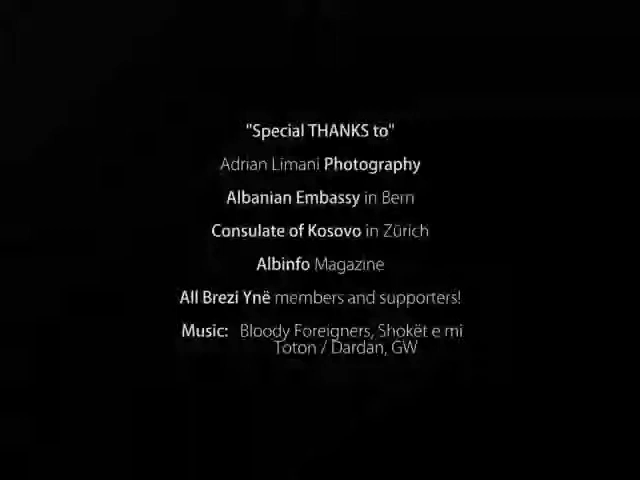 "Special THANKS to"
Adrian Limani Photography
Albanian Embassy in Bern
Consulate of Kosovo in Zürich
Albinfo Magazine
All Brezi Ynë members and supporters!
Music: Bloody Foreigners, Shokët e mi
Toton / Dardan, GW